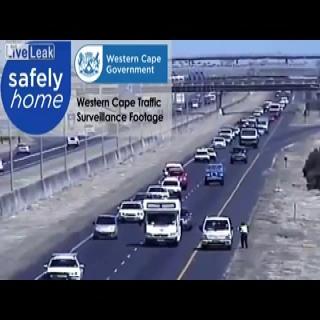 LiveLeak
safely
home
Western Cape
Government
Western Cape Traffic
Surveillance Footage